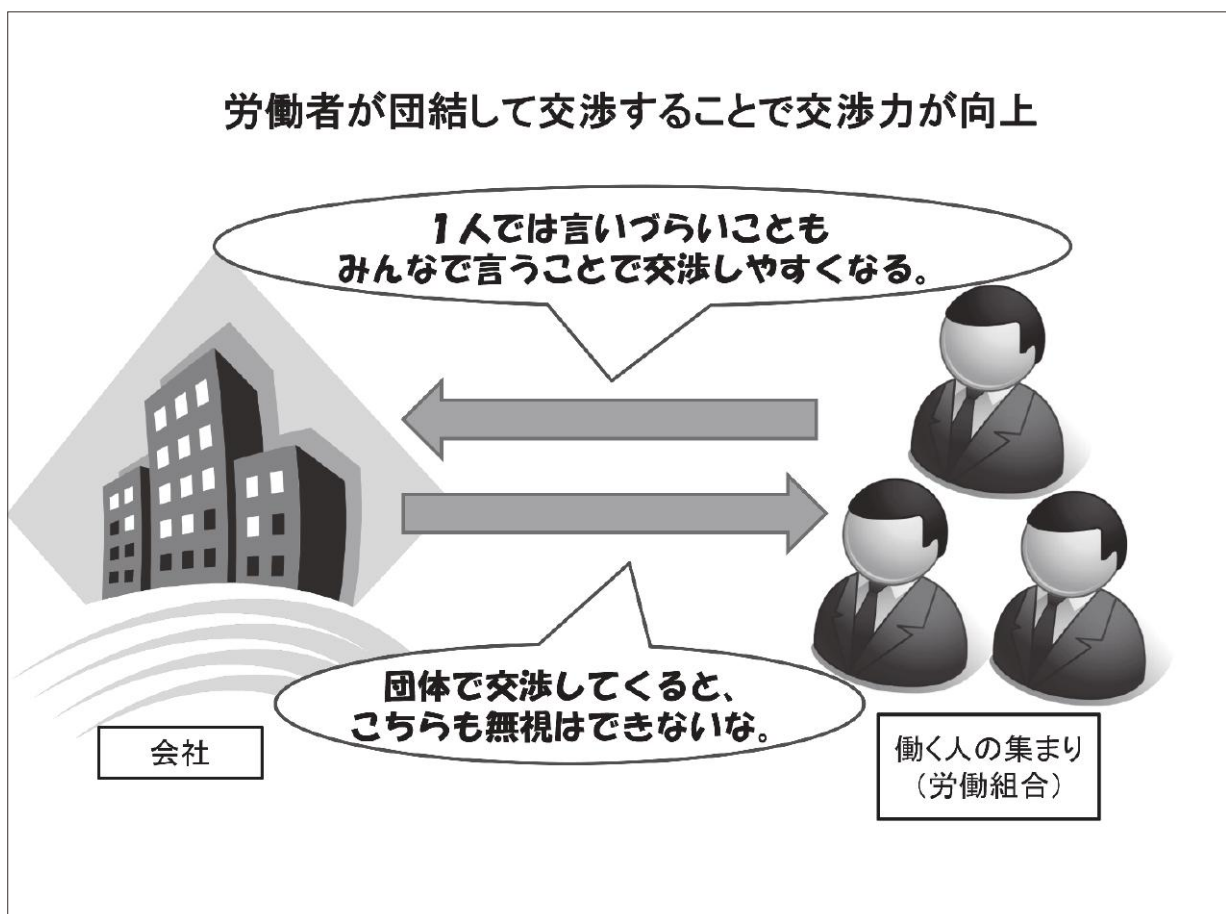 労働者が団結して交渉することで交渉力が向上
１人では言いづらいことも
みんなで言うことで交渉しやすくなる。
団体で交渉してくると、
こちらも無視はできないな。
会社
働く人の集まり
（労働組合）